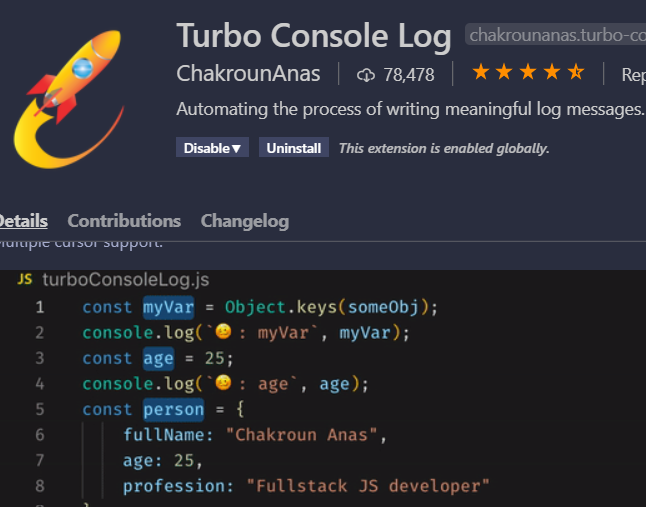 Turbo Console Log chakrounanas.turbo-co
ChakrounAnas 78,478 Rep
Automating the process of writing meaningful log messages.
Disable▼ Uninstall This extension is enabled globally.
Details Contributions Changelog
Multiple cursor support.
JS turboConsoleLog.js
1 const myVar = Object.keys(someObj);
2 console.log(`😀 : myVar`, myVar);
3 const age = 25;
4 console.log(`😀 : age`, age);
5 const person = {
6 fullName: "Chakroun Anas",
7 age: 25,
8 profession: "Fullstack JS developer"